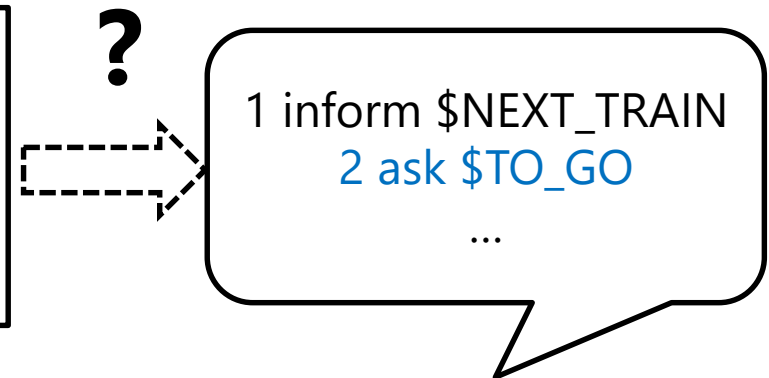 ?
1 inform $NEXT_TRAIN
2 ask $TO_GO
...